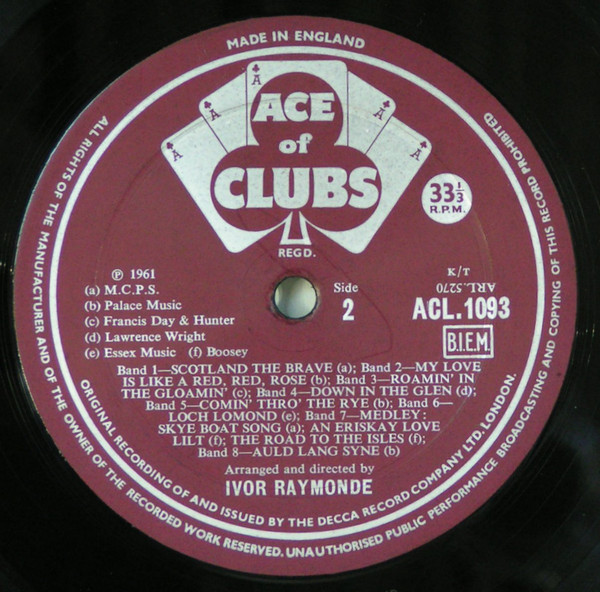 MADE IN ENGLAND
A
A
A
A
ACE
of
CLUBS
REGD.
33 1/3
R.P.M.
℗ 1961
(a) M.C.P.S.
(b) Palace Music
(c) Francis Day & Hunter
(d) Lawrence Wright
(e) Essex Music (f) Boosey
Side
2
K/T
ARL.5270
ACL.1093
B.I.E.M.
Band 1—SCOTLAND THE BRAVE (a); Band 2—MY LOVE
IS LIKE A RED, RED, ROSE (b); Band 3—ROAMIN' IN
THE GLOAMIN' (c); Band 4—DOWN IN THE GLEN (d);
Band 5—COMIN' THRO' THE RYE (b); Band 6—
LOCH LOMOND (e); Band 7—MEDLEY:
SKYE BOAT SONG (a); AN ERISKAY LOVE
LILT (f); THE ROAD TO THE ISLES (f);
Band 8—AULD LANG SYNE (b)
Arranged and directed by
IVOR RAYMONDE
ORIGINAL RECORDING OF AND ISSUED BY THE DECCA RECORD COMPANY LTD. LONDON.
ALL RIGHTS OF THE MANUFACTURER AND OF THE OWNER OF THE RECORDED WORK RESERVED. UNAUTHORISED PUBLIC PERFORMANCE BROADCASTING AND COPYING OF THIS RECORD PROHIBITED